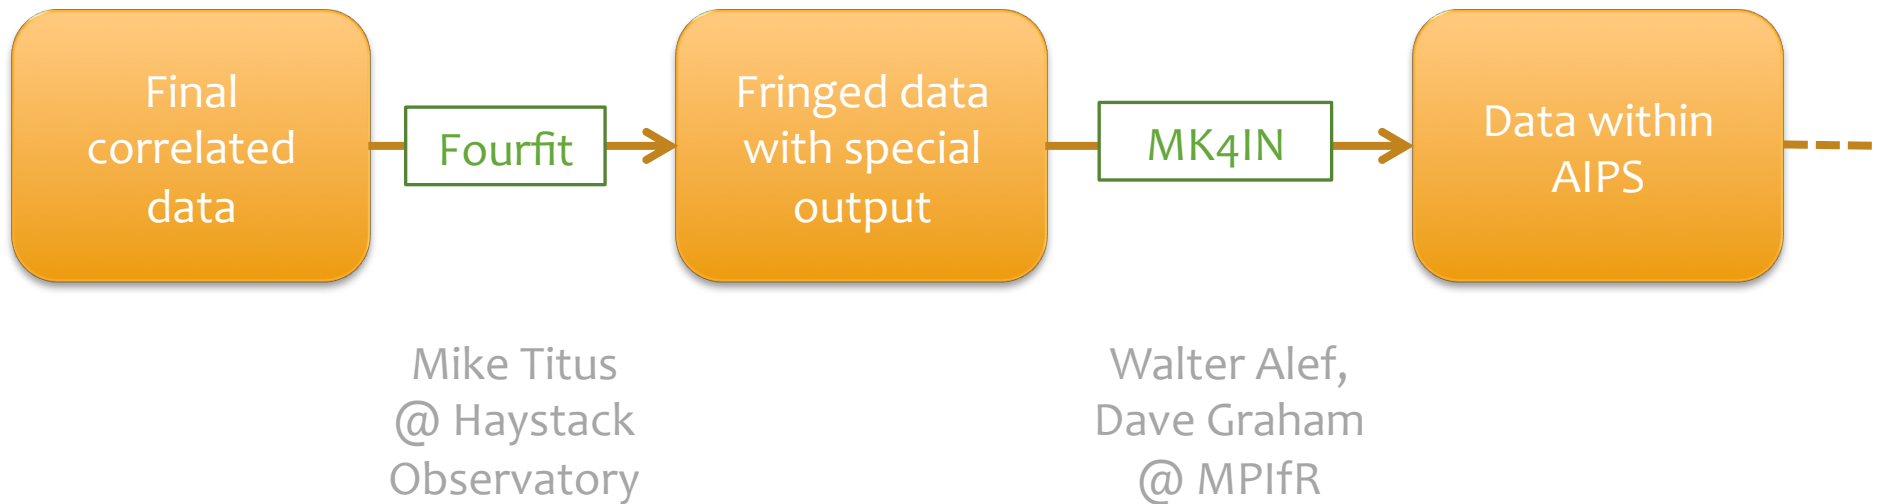 Final
correlated
data
Fourfit
Fringed data
with special
output
MK4IN
Data within
AIPS
Mike Titus
@ Haystack
Observatory
Walter Alef,
Dave Graham
@ MPIfR